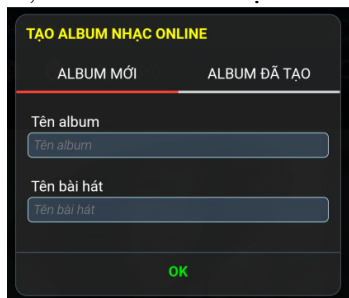 TẠO ALBUM NHẠC ONLINE
ALBUM MỚI ALBUM ĐÃ TẠO
Tên album
Tên album
Tên bài hát
Tên bài hát
OK